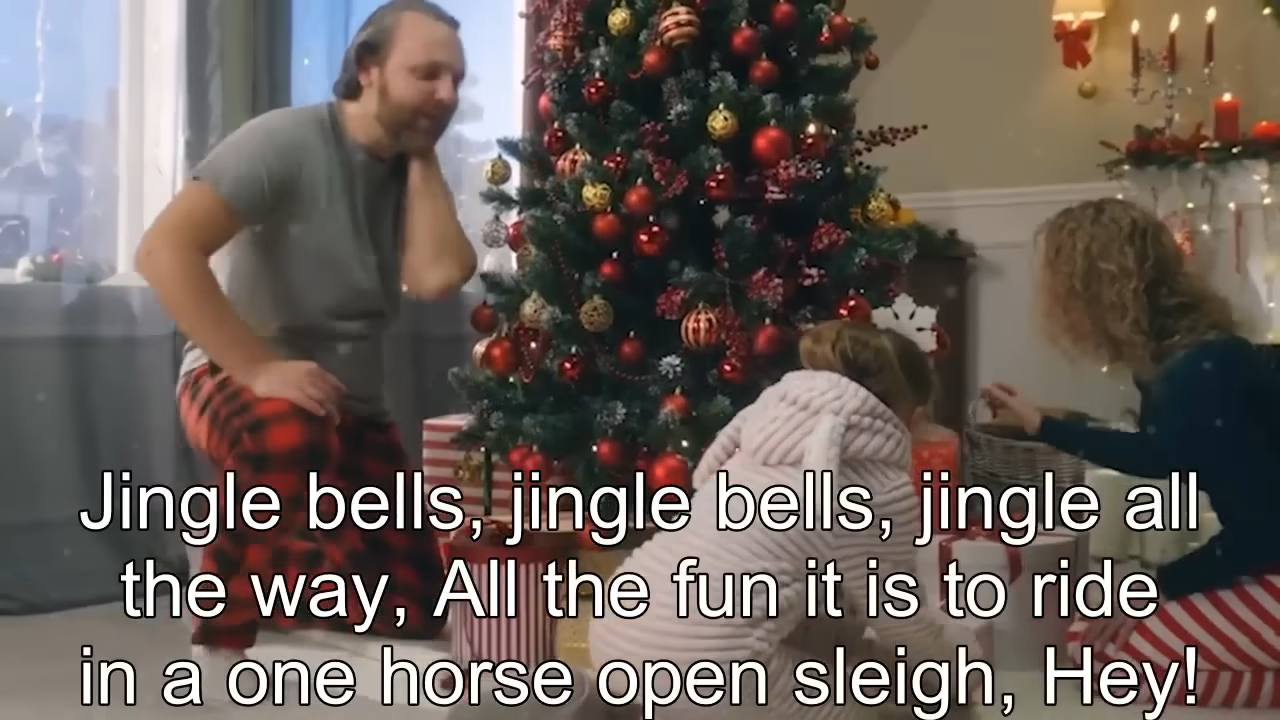 Jingle bells, jingle bells, jingle all
the way, All the fun it is to ride
in a one horse open sleigh, Hey!